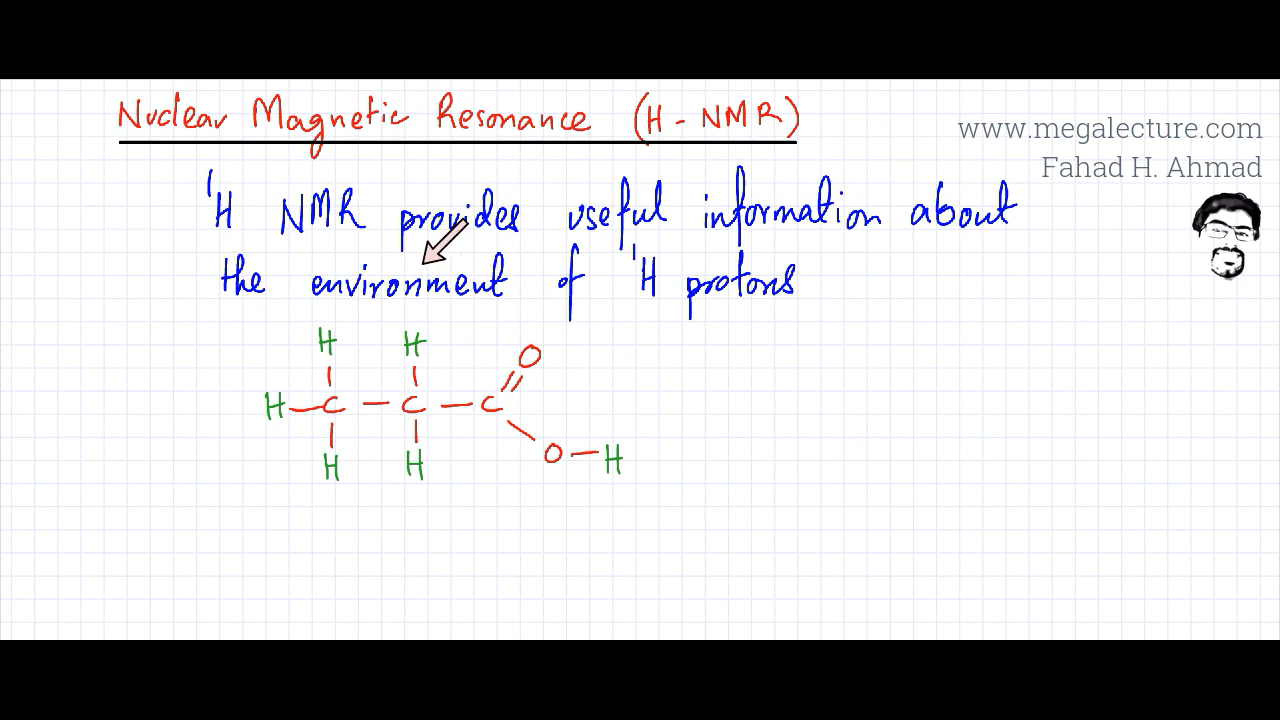 Nuclear Magnetic Resonance (H-NMR)
www.megalecture.com
Fahad H. Ahmad
¹H NMR provides useful information about
the environment of ¹H protons
H H O
H C C C
H H O H